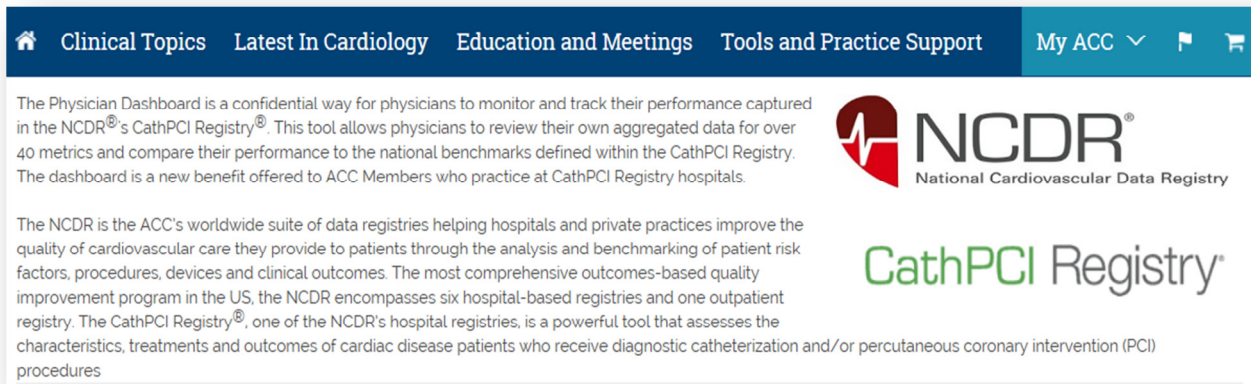 Clinical Topics Latest In Cardiology Education and Meetings Tools and Practice Support My ACC
The Physician Dashboard is a confidential way for physicians to monitor and track their performance captured
in the NCDR®'s CathPCI Registry®. This tool allows physicians to review their own aggregated data for over
40 metrics and compare their performance to the national benchmarks defined within the CathPCI Registry.
The dashboard is a new benefit offered to ACC Members who practice at CathPCI Registry hospitals.
NCDR®
National Cardiovascular Data Registry
The NCDR is the ACC's worldwide suite of data registries helping hospitals and private practices improve the
quality of cardiovascular care they provide to patients through the analysis and benchmarking of patient risk
factors, procedures, devices and clinical outcomes. The most comprehensive outcomes-based quality
improvement program in the US, the NCDR encompasses six hospital-based registries and one outpatient
registry. The CathPCI Registry®, one of the NCDR's hospital registries, is a powerful tool that assesses the
characteristics, treatments and outcomes of cardiac disease patients who receive diagnostic catheterization and/or percutaneous coronary intervention (PCI)
procedures
CathPCI Registry®